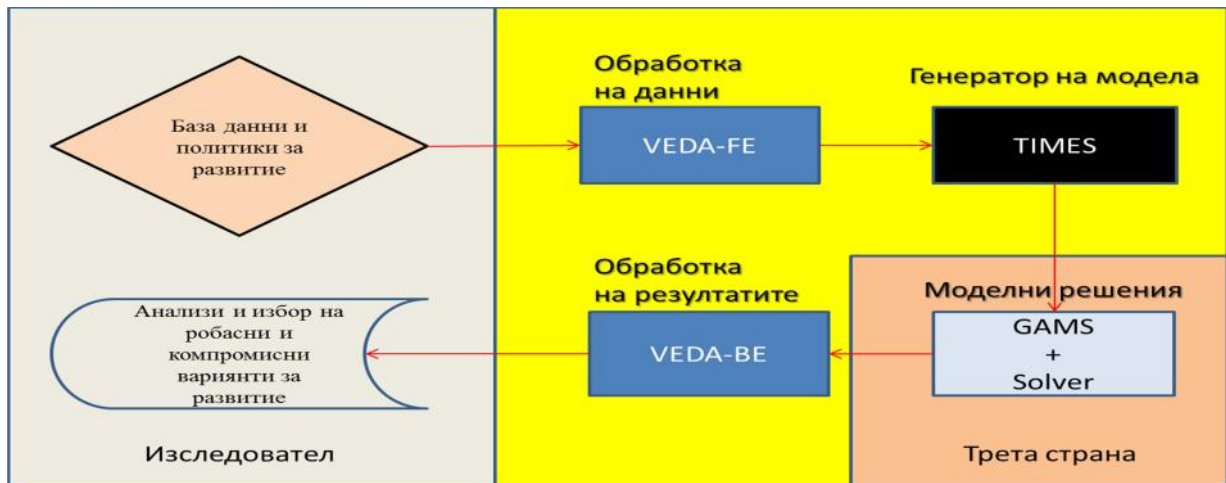 База данни и
политики за
развитие
Обработка
на данни
VEDA-FE
Генератор на модела
TIMES
Моделни решения
GAMS
+
Solver
Трета страна
Обработка
на резултатите
VEDA-BE
Анализи и избор на
робасни и
компромисни
вариянти за
развитие
Изследовател